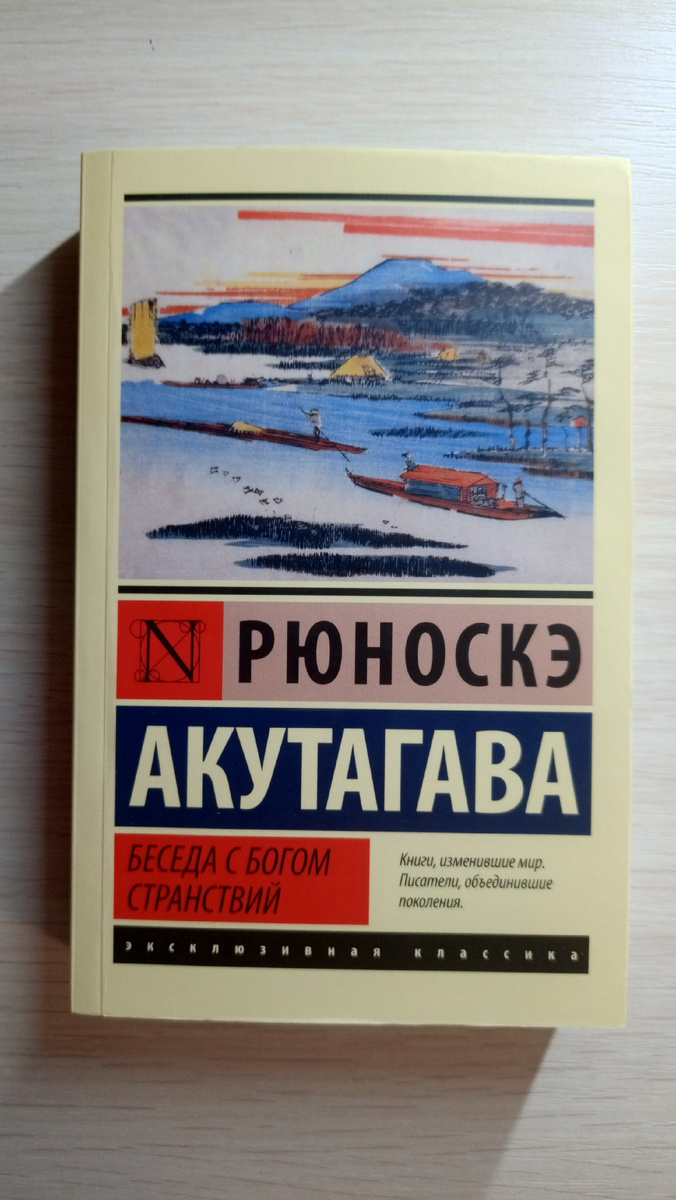 N РЮНОСКЭ
АКУТАГАВА
БЕСЕДА С БОГОМ
СТРАНСТВИЙ
Книги, изменившие мир.
Писатели, объединившие
поколения.
эксклюзивная классика